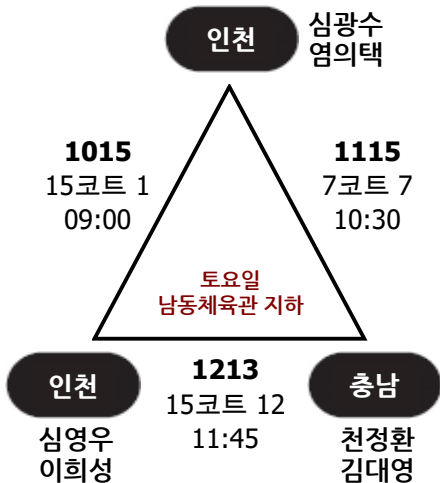 인천
심광수
염의택
1015
15코트 1
09:00
1115
7코트 7
10:30
토요일
남동체육관 지하
인천
심영우
이희성
1213
15코트 12
11:45
충남
천정환
김대영